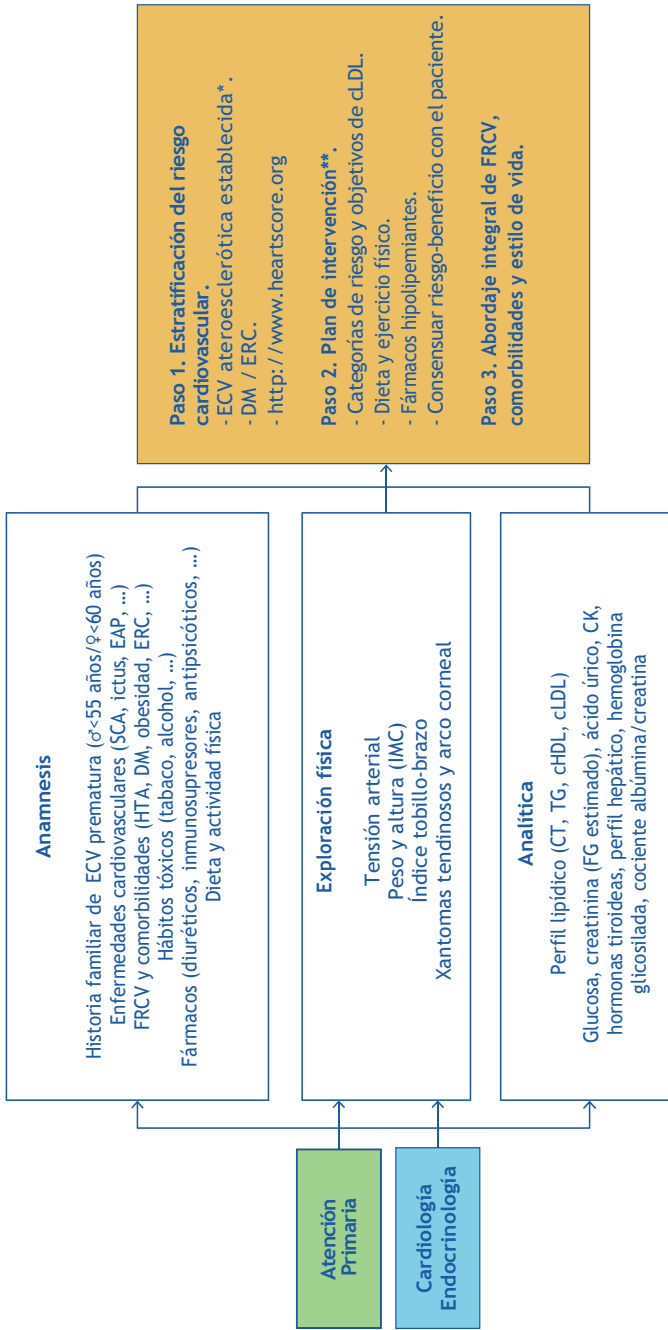 Atención
Primaria
Cardiología
Endocrinología
Anamnesis
Historia familiar de ECV prematura (♂<55 años/♀<60 años)
Enfermedades cardiovasculares (SCA, ictus, EAP, ...)
FRCV y comorbilidades (HTA, DM, obesidad, ERC, ...)
Hábitos tóxicos (tabaco, alcohol, ...)
Fármacos (diuréticos, inmunosupresores, antipsicóticos, ...)
Dieta y actividad física
Exploración física
Tensión arterial
Peso y altura (IMC)
Índice tobillo-brazo
Xantomas tendinosos y arco corneal
Analítica
Perfil lipídico (CT, TG, cHDL, cLDL)
Glucosa, creatinina (FG estimado), ácido úrico, CK,
hormonas tiroideas, perfil hepático, hemoglobina
glicosilada, cociente albúmina/creatina
Paso 1. Estratificación del riesgo
cardiovascular.
- ECV ateroesclerótica establecida*.
- DM / ERC.
- http://www.heartscore.org
Paso 2. Plan de intervención**.
- Categorías de riesgo y objetivos de cLDL.
- Dieta y ejercicio físico.
- Fármacos hipolipemiantes.
- Consensuar riesgo-beneficio con el paciente.
Paso 3. Abordaje integral de FRCV,
comorbilidades y estilo de vida.